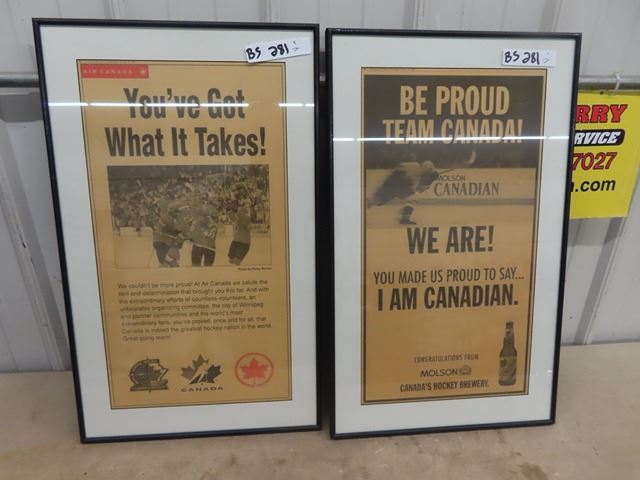 BS 281
AIR CANADA
You've Got
What It Takes!
We couldn't be more proud! At Air Canada we salute the
skill and determination that brought you this far. And with
the extraordinary efforts of countless volunteers, an
unbeatable organizing committee, the city of Winnipeg
and partner communities and the world's most
extraordinary fans, you've proved, once and for all, that
Canada is indeed the greatest hockey nation in the world.
Great going team!
CANADA
BS 281
BE PROUD
TEAM CANADA!
MOLSON
CANADIAN
WE ARE!
YOU MADE US PROUD TO SAY...
I AM CANADIAN.
CONGRATULATIONS FROM
MOLSON
CANADA'S HOCKEY BREWERY.
RRY
SERVICE
7027
.com